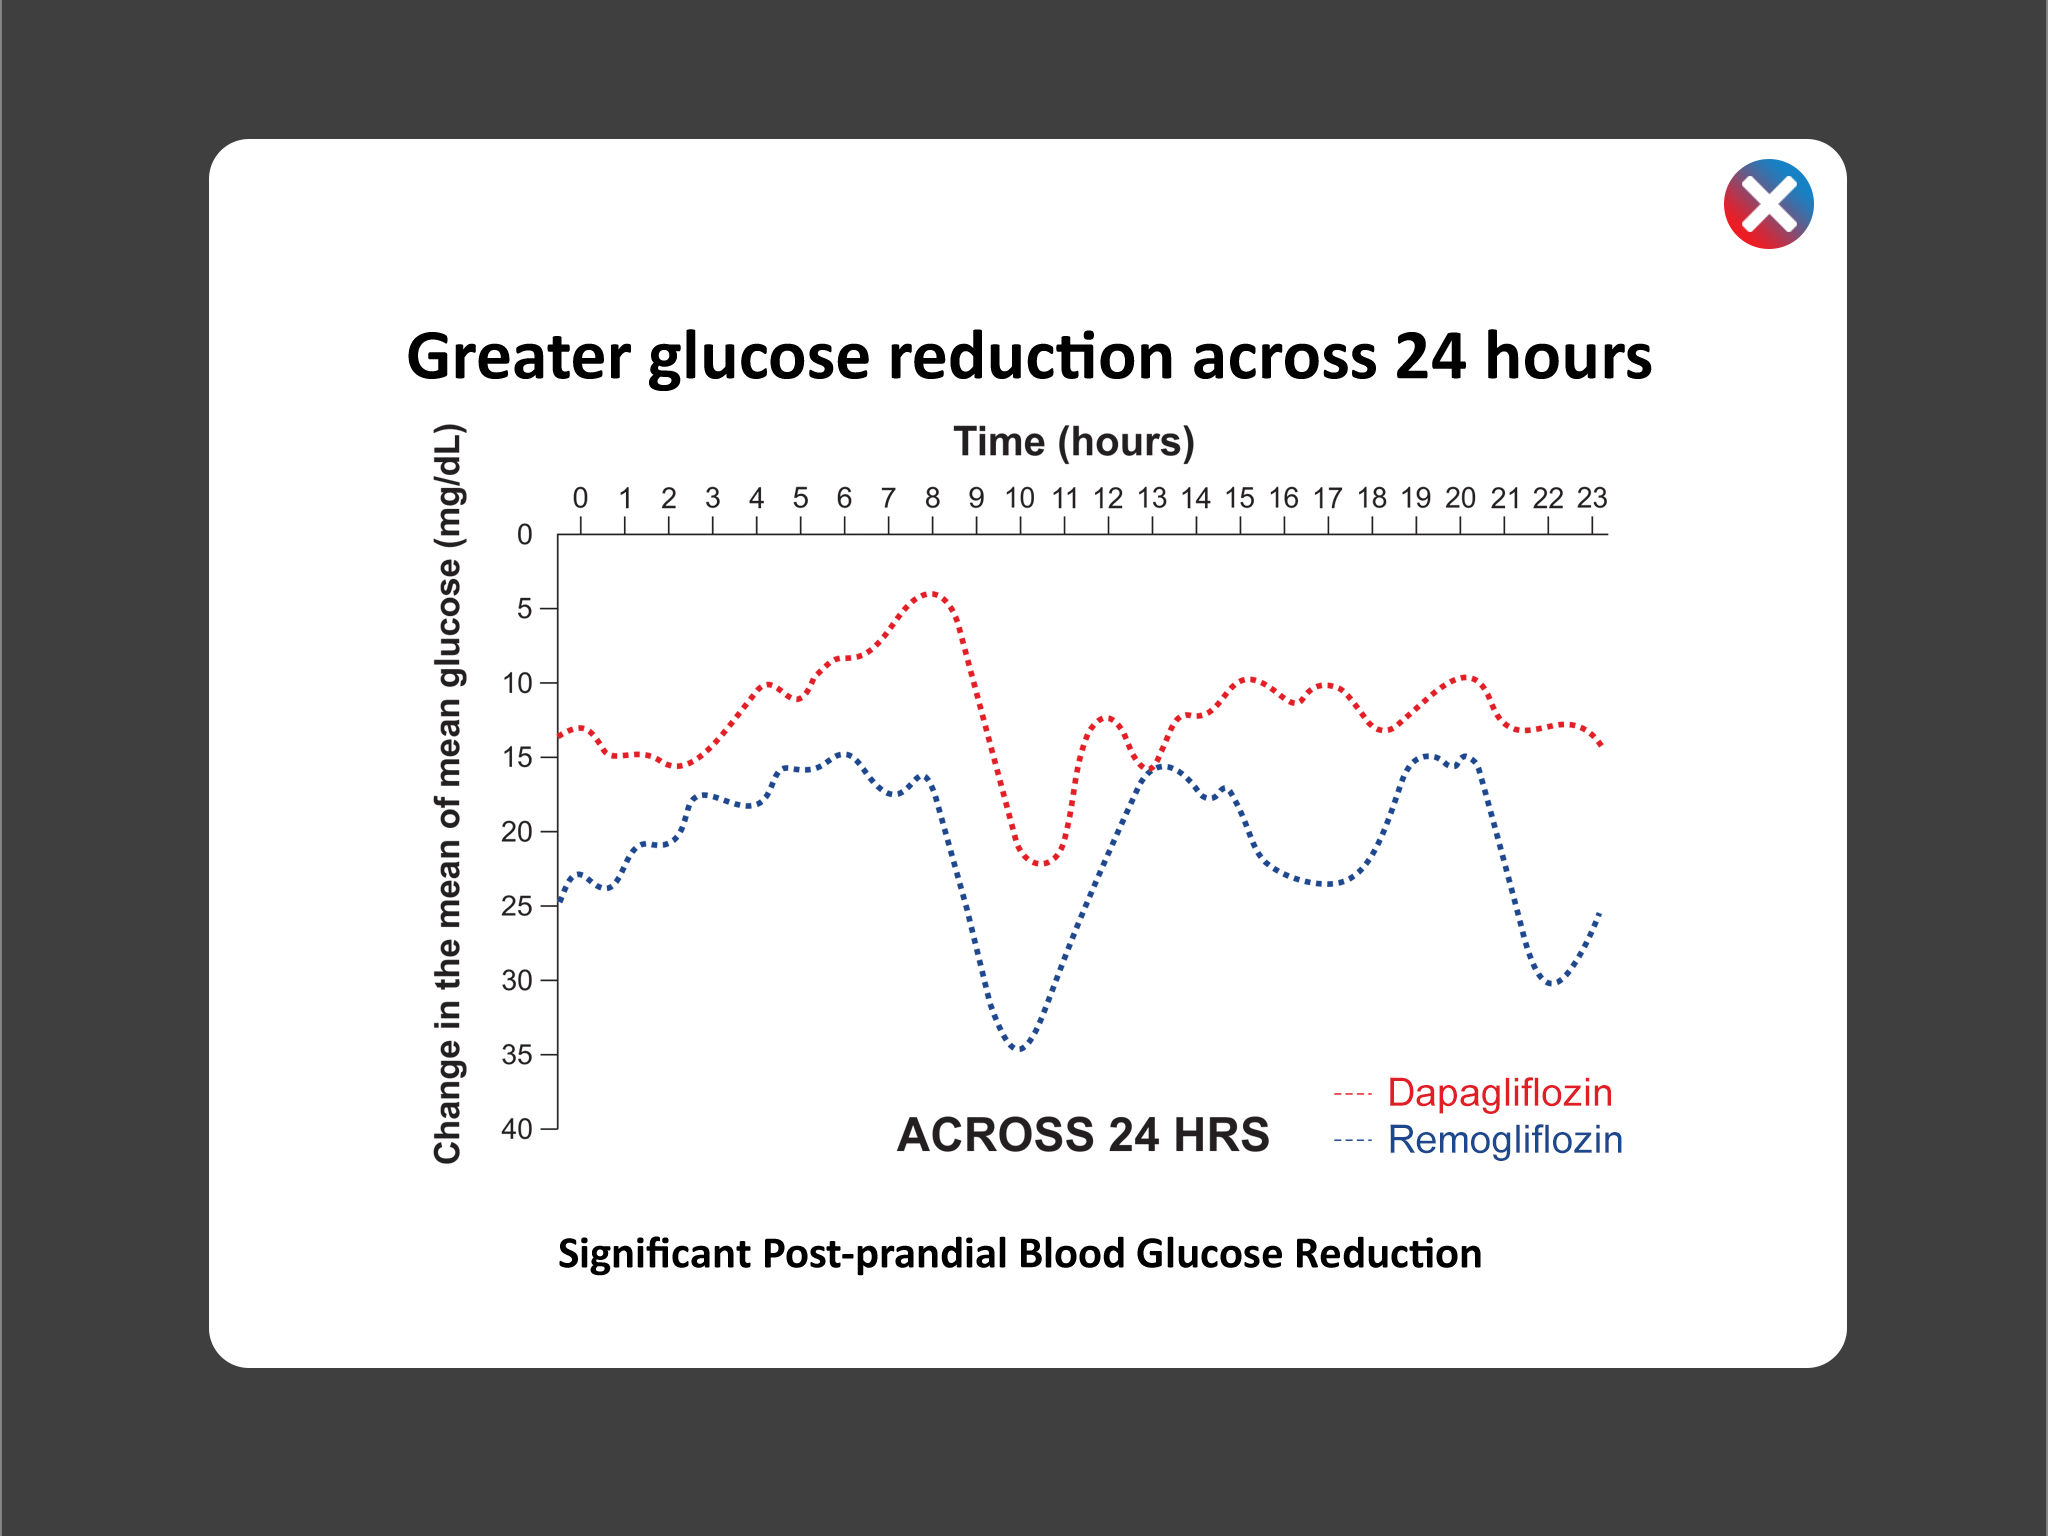 Greater glucose reduction across 24 hours
Time (hours)
0 1 2 3 4 5 6 7 8 9 10 11 12 13 14 15 16 17 18 19 20 21 22 23
Change in the mean of mean glucose (mg/dL)
0
5
10
15
20
25
30
35
40
Dapagliflozin
Remogliflozin
ACROSS 24 HRS
Significant Post-prandial Blood Glucose Reduction